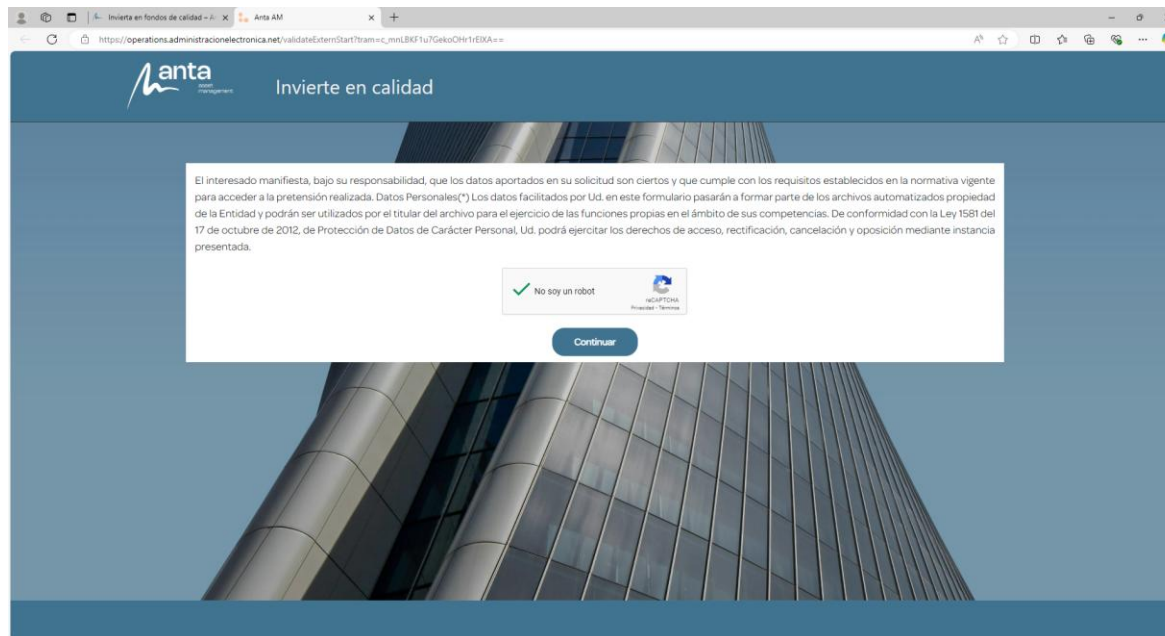 Invierta en fondos de calidad – A
Anta AM
https://operations.administracionelectronica.net/validateExternStart?tram=c_mnLBKF1u7GekoOHr1rEIXA==
anta
asset
management
Invierte en calidad
El interesado manifiesta, bajo su responsabilidad, que los datos aportados en su solicitud son ciertos y que cumple con los requisitos establecidos en la normativa vigente
para acceder a la pretensión realizada. Datos Personales(*) Los datos facilitados por Ud. en este formulario pasarán a formar parte de los archivos automatizados propiedad
de la Entidad y podrán ser utilizados por el titular del archivo para el ejercicio de las funciones propias en el ámbito de sus competencias. De conformidad con la Ley 1581 del
17 de octubre de 2012, de Protección de Datos de Carácter Personal, Ud. podrá ejercitar los derechos de acceso, rectificación, cancelación y oposición mediante instancia
presentada.
No soy un robot
reCAPTCHA
Privacidad - Términos
Continuar